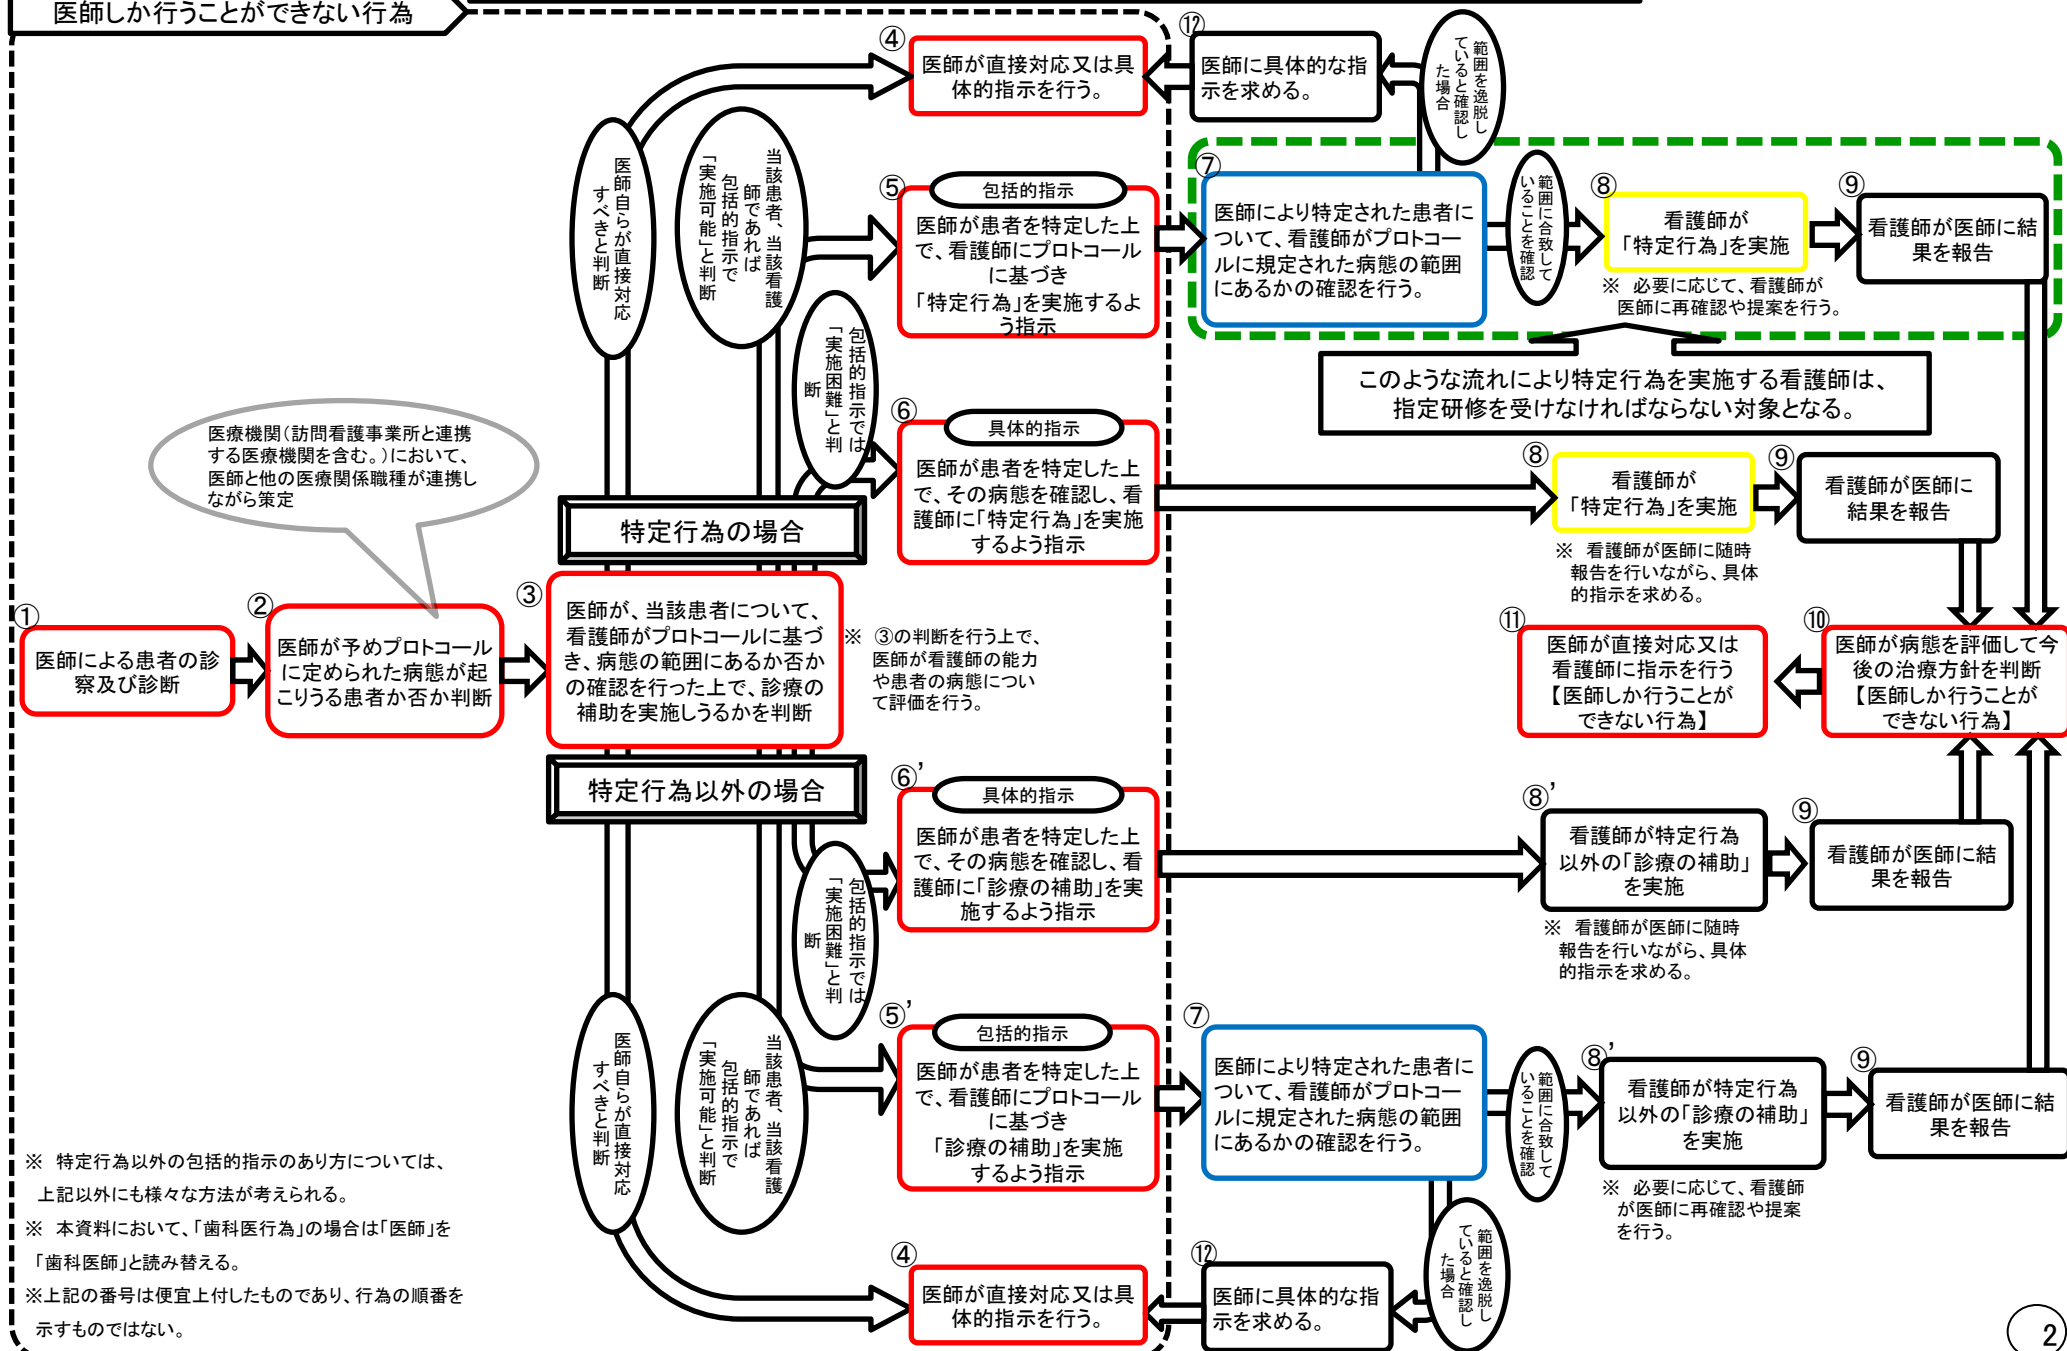 医師しか行うことができない行為
④
医師が直接対応又は具
体的指示を行う。
⑫
医師に具体的な指
示を求める。
範囲を逸脱し
ていると確認し
た場合
医師自らが直接対応
すべきと判断
当該患者、当該看護
師であれば
包括的指示で
「実施可能」と判断
⑤
包括的指示
医師が患者を特定した上
で、看護師にプロトコール
に基づき
「特定行為」を実施するよ
う指示
⑦
医師により特定された患者に
ついて、看護師がプロトコー
ルに規定された病態の範囲
にあるかの確認を行う。
範囲に合致して
いることを確認
⑧
看護師が
「特定行為」を実施
※ 必要に応じて、看護師が
医師に再確認や提案を行う。
⑨
看護師が医師に結
果を報告
このような流れにより特定行為を実施する看護師は、
指定研修を受けなければならない対象となる。
包括的指示では
「実施困難」と判
断
⑥
具体的指示
医師が患者を特定した上
で、その病態を確認し、看
護師に「特定行為」を実施
するよう指示
⑧
看護師が
「特定行為」を実施
※ 看護師が医師に随時
報告を行いながら、具体
的指示を求める。
⑨
看護師が医師に
結果を報告
医療機関(訪問看護事業所と連携
する医療機関を含む。)において、
医師と他の医療関係職種が連携し
ながら策定
特定行為の場合
①
医師による患者の診
察及び診断
②
医師が予めプロトコール
に定められた病態が起
こりうる患者か否か判断
③
医師が、当該患者について、
看護師がプロトコールに基づ
き、病態の範囲にあるか否か
の確認を行った上で、診療の
補助を実施しうるかを判断
※ ③の判断を行う上で、
医師が看護師の能力
や患者の病態につい
て評価を行う。
⑪
医師が直接対応又は
看護師に指示を行う
【医師しか行うことが
できない行為】
⑩
医師が病態を評価して今
後の治療方針を判断
【医師しか行うことが
できない行為】
特定行為以外の場合
⑥’
具体的指示
医師が患者を特定した上
で、その病態を確認し、看
護師に「診療の補助」を実
施するよう指示
⑧’
看護師が特定行為
以外の「診療の補助」
を実施
※ 看護師が医師に随時
報告を行いながら、具体
的指示を求める。
⑨
看護師が医師に結
果を報告
包括的指示では
「実施困難」と判
断
医師自らが直接対応
すべきと判断
当該患者、当該看護
師であれば
包括的指示で
「実施可能」と判断
⑤’
包括的指示
医師が患者を特定した上
で、看護師にプロトコール
に基づき
「診療の補助」を実施
するよう指示
⑦
医師により特定された患者に
ついて、看護師がプロトコー
ルに規定された病態の範囲
にあるかの確認を行う。
範囲に合致して
いることを確認
⑧’
看護師が特定行為
以外の「診療の補助」
を実施
※ 必要に応じて、看護師
が医師に再確認や提案
を行う。
⑨
看護師が医師に結
果を報告
範囲を逸脱し
ていると確認し
た場合
④
医師が直接対応又は具
体的指示を行う。
⑫
医師に具体的な指
示を求める。
※ 特定行為以外の包括的指示のあり方については、
上記以外にも様々な方法が考えられる。
※ 本資料において、「歯科医行為」の場合は「医師」を
「歯科医師」と読み替える。
※上記の番号は便宜上付したものであり、行為の順番を
示すものではない。
2